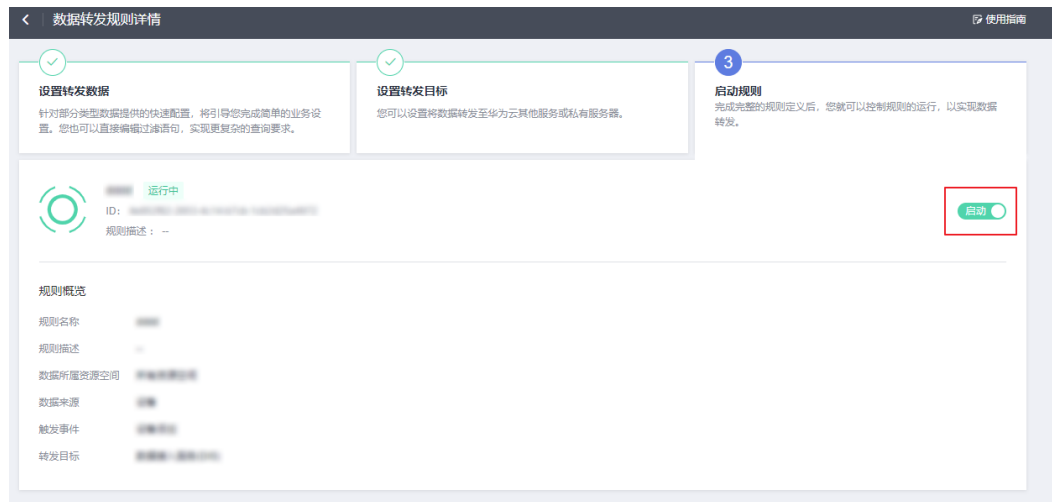 数据转发规则详情
使用指南
3
设置转发数据
针对部分类型数据提供的快速配置，将引导您完成简单的业务设
置。您也可以直接编辑过滤语句，实现更复杂的查询要求。
设置转发目标
您可以设置将数据转发至华为云其他服务或私有服务器。
启动规则
完成完整的规则定义后，您就可以控制规则的运行，以实现数据
转发。
运行中
ID：
规则描述： --
启动
规则概览
规则名称
规则描述 --
数据所属资源空间
数据来源
触发事件
转发目标